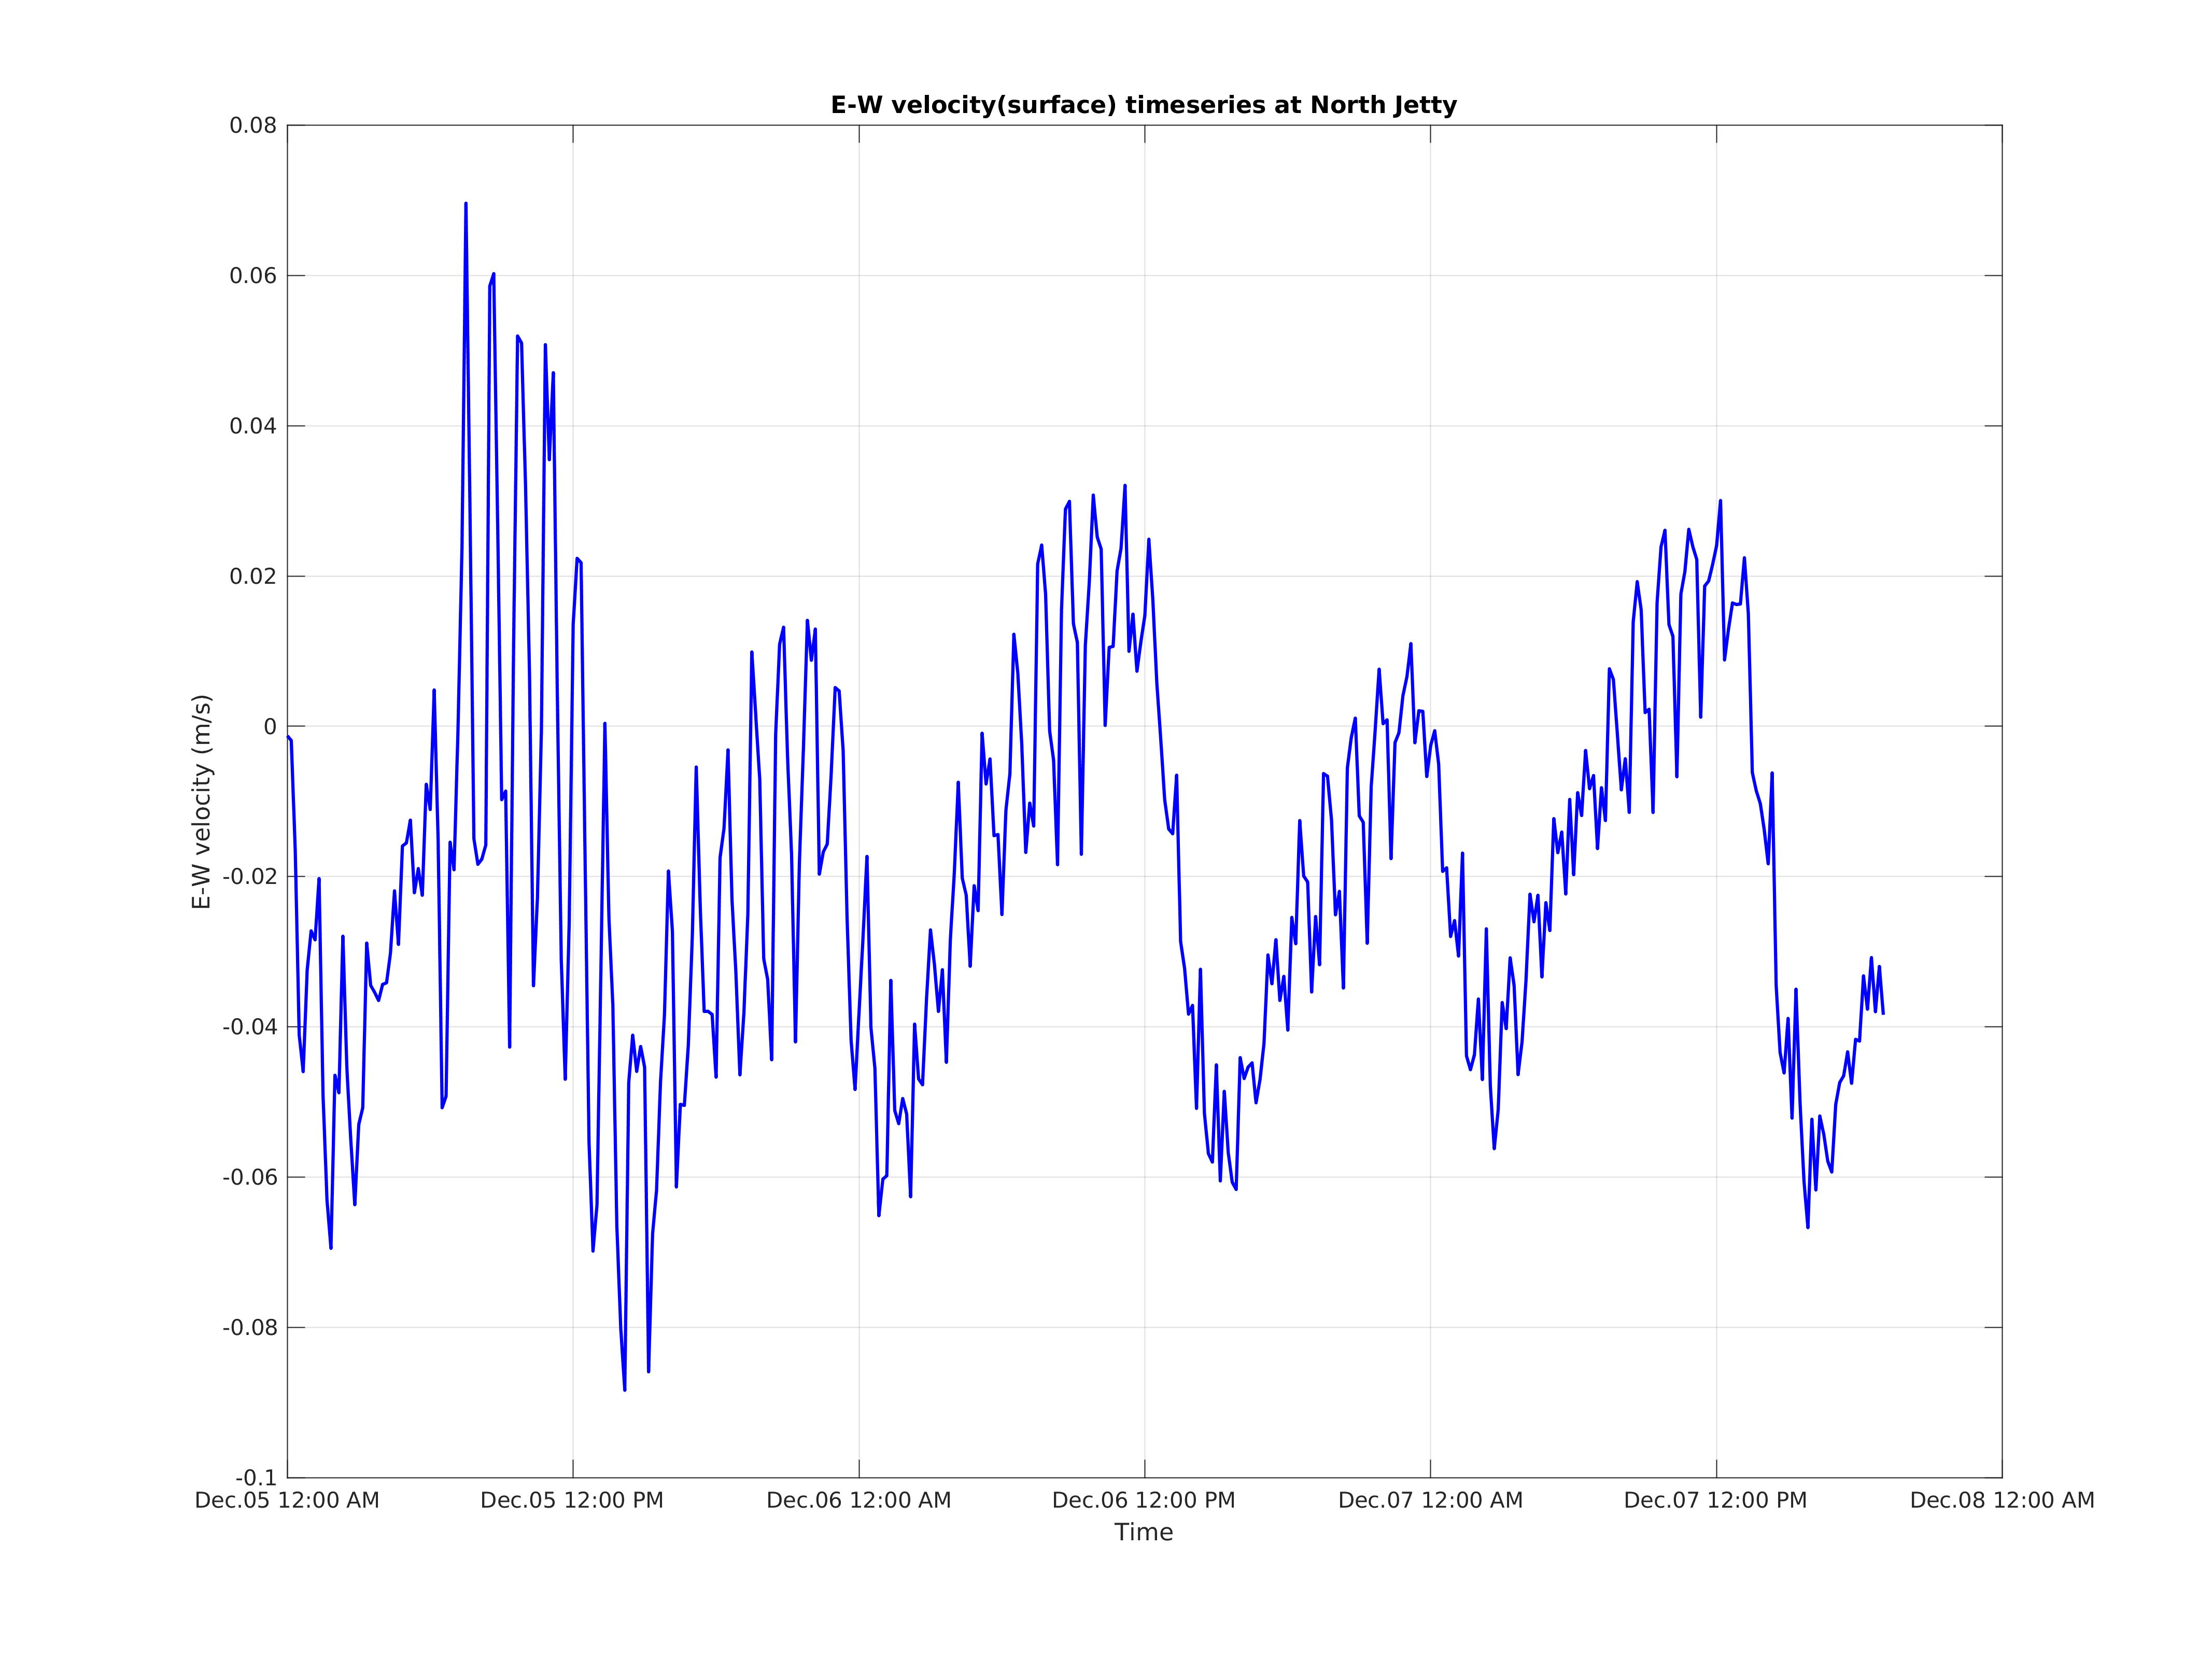 E-W velocity(surface) timeseries at North Jetty
0.08
0.06
0.04
0.02
0
-0.02
-0.04
-0.06
-0.08
-0.1
E-W velocity (m/s)
Dec.05 12:00 AM
Dec.05 12:00 PM
Dec.06 12:00 AM
Dec.06 12:00 PM
Dec.07 12:00 AM
Dec.07 12:00 PM
Dec.08 12:00 AM
Time